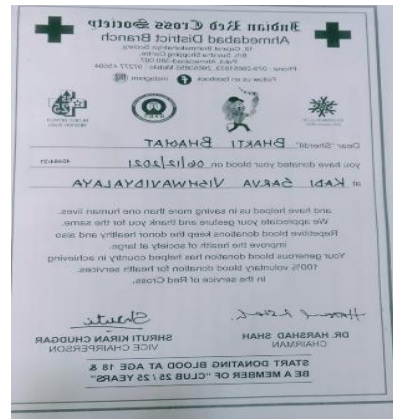 Indian Red Cross Society
Ahmedabad District Branch
Follow us on facebook instagram
Dear "Sherdil" BHAKTI BHAGAT
you have donated your blood on 06/12/2021
at KADI SARVA VISHWAVIDYALAYA
and have helped us in saving more than one human lives.
We appreciate your gesture and thank you for the same.
Repetitive blood donations keep the donor healthy and also
improve the health of society at large.
Your generous blood donation has helped country in achieving
100% voluntary blood donation for health services.
In the service of Red Cross.
DR. HARSHAD SHAH
CHAIRMAN
SHRUTI KIRAN CHUDGAR
VICE CHAIRPERSON
START DONATING BLOOD AT AGE 18 &
BE A MEMBER OF "CLUB 25 / 25 YEARS"